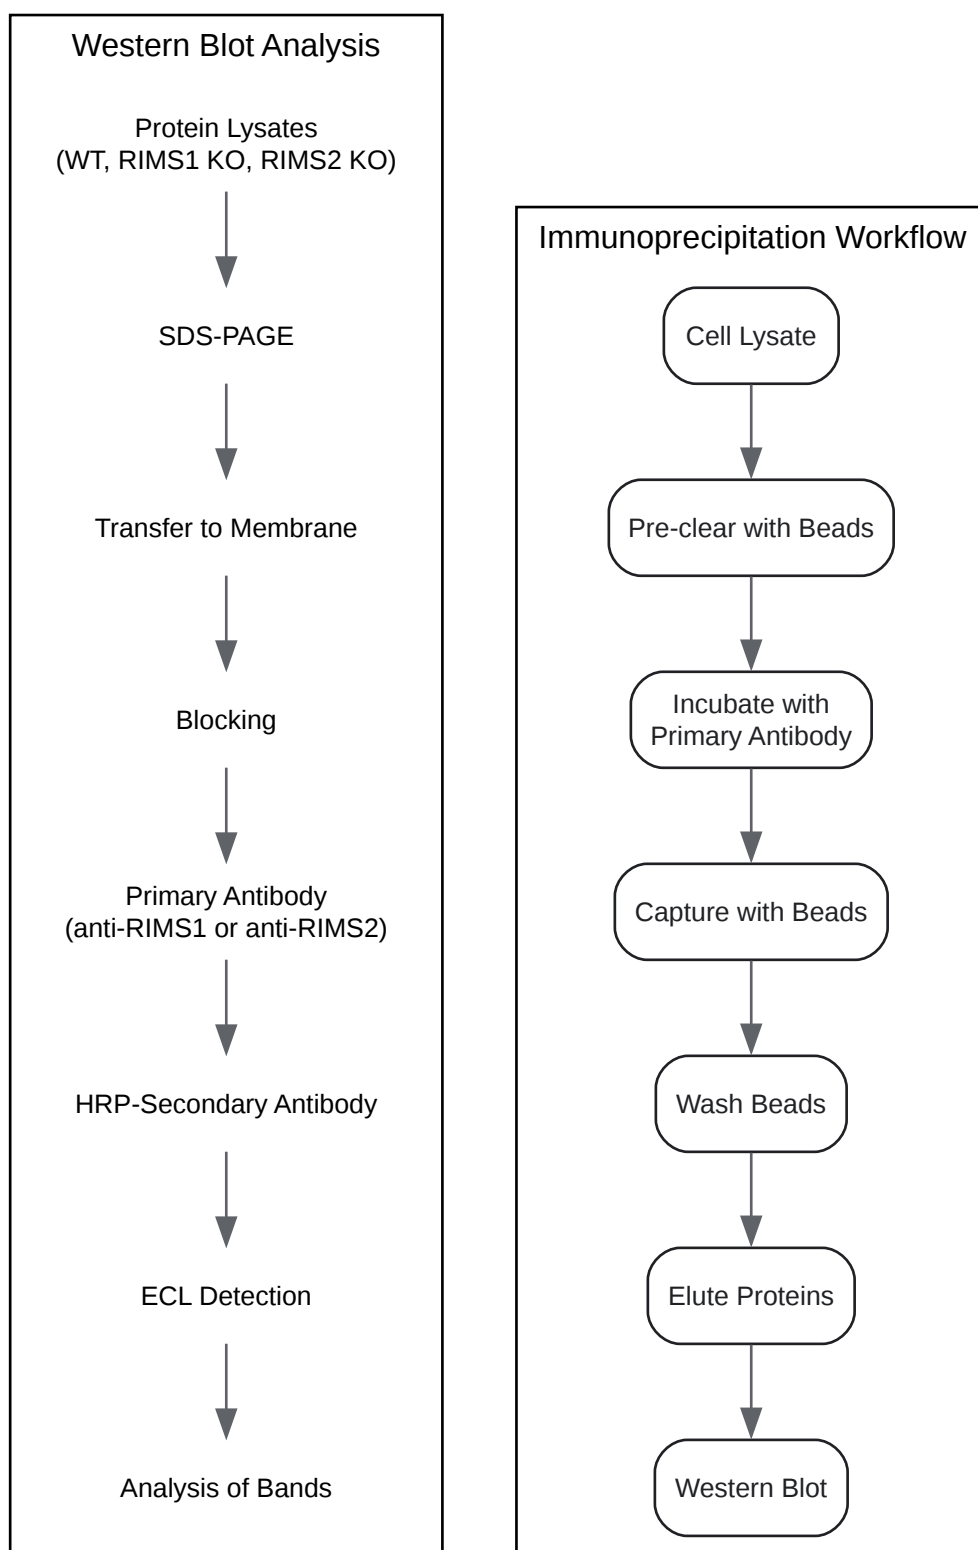 Western Blot Analysis
Protein Lysates
(WT, RIMS1 KO, RIMS2 KO)
SDS-PAGE
Transfer to Membrane
Blocking
Primary Antibody
(anti-RIMS1 or anti-RIMS2)
HRP-Secondary Antibody
ECL Detection
Analysis of Bands
Immunoprecipitation Workflow
Cell Lysate
Pre-clear with Beads
Incubate with
Primary Antibody
Capture with Beads
Wash Beads
Elute Proteins
Western Blot